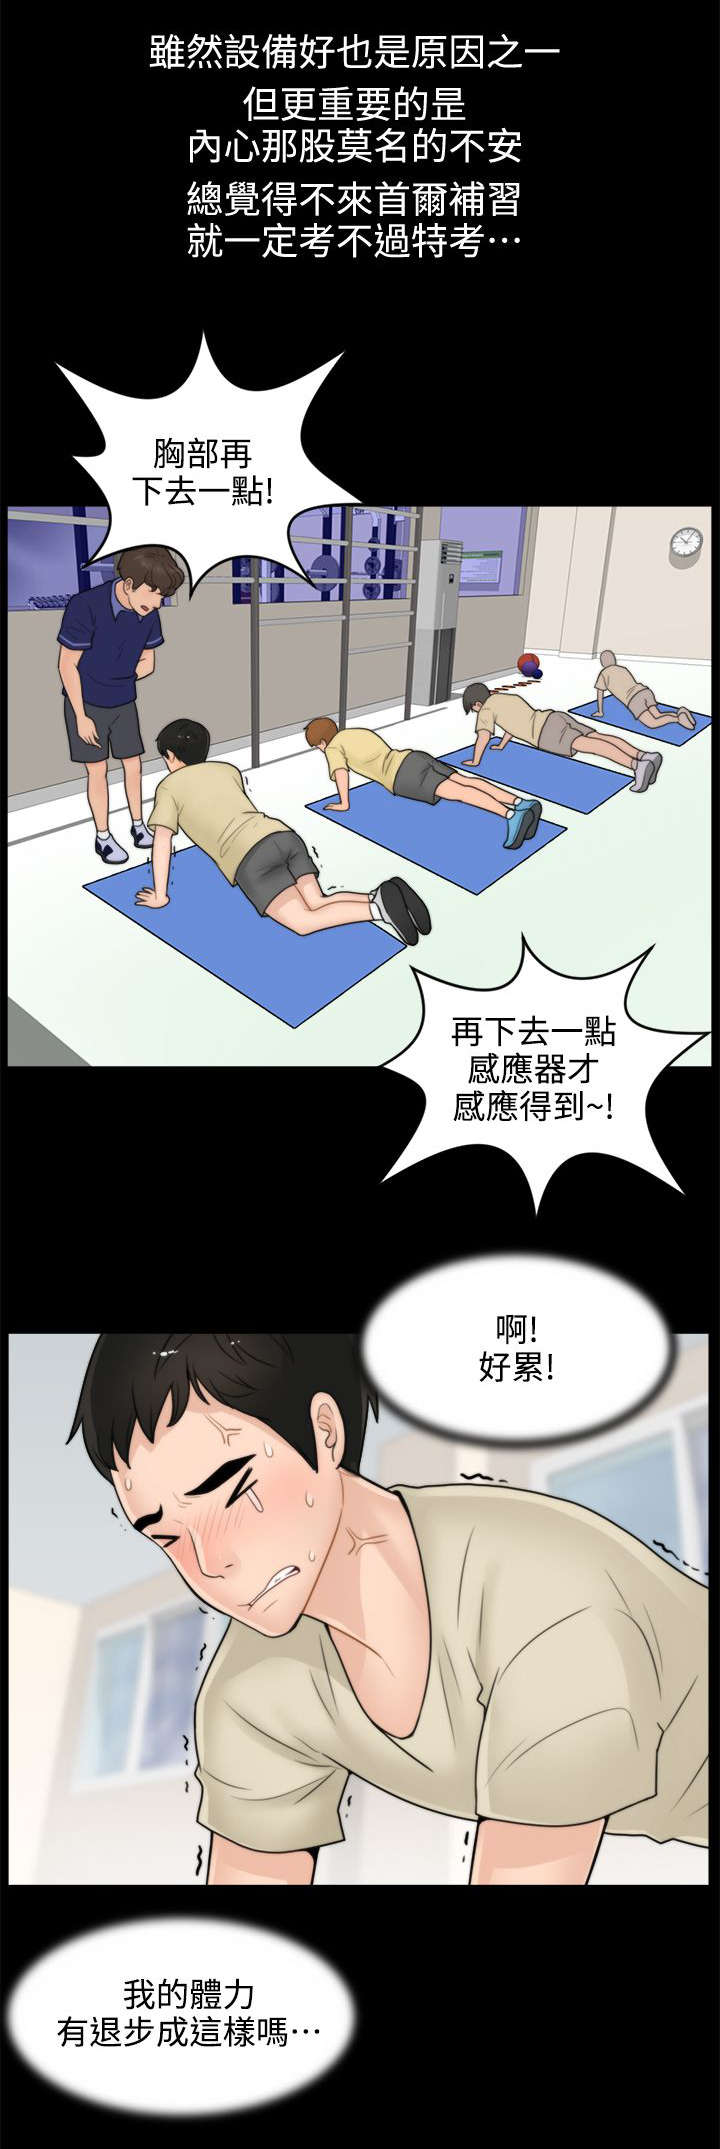 雖然設備好也是原因之一
但更重要的是
內心那股莫名的不安
總覺得不來首爾補習
就一定考不過特考⋯
胸部再
下去一點!
再下去一點
感應器才
感應得到~!
啊!
好累!
我的體力
有退步成這樣嗎⋯